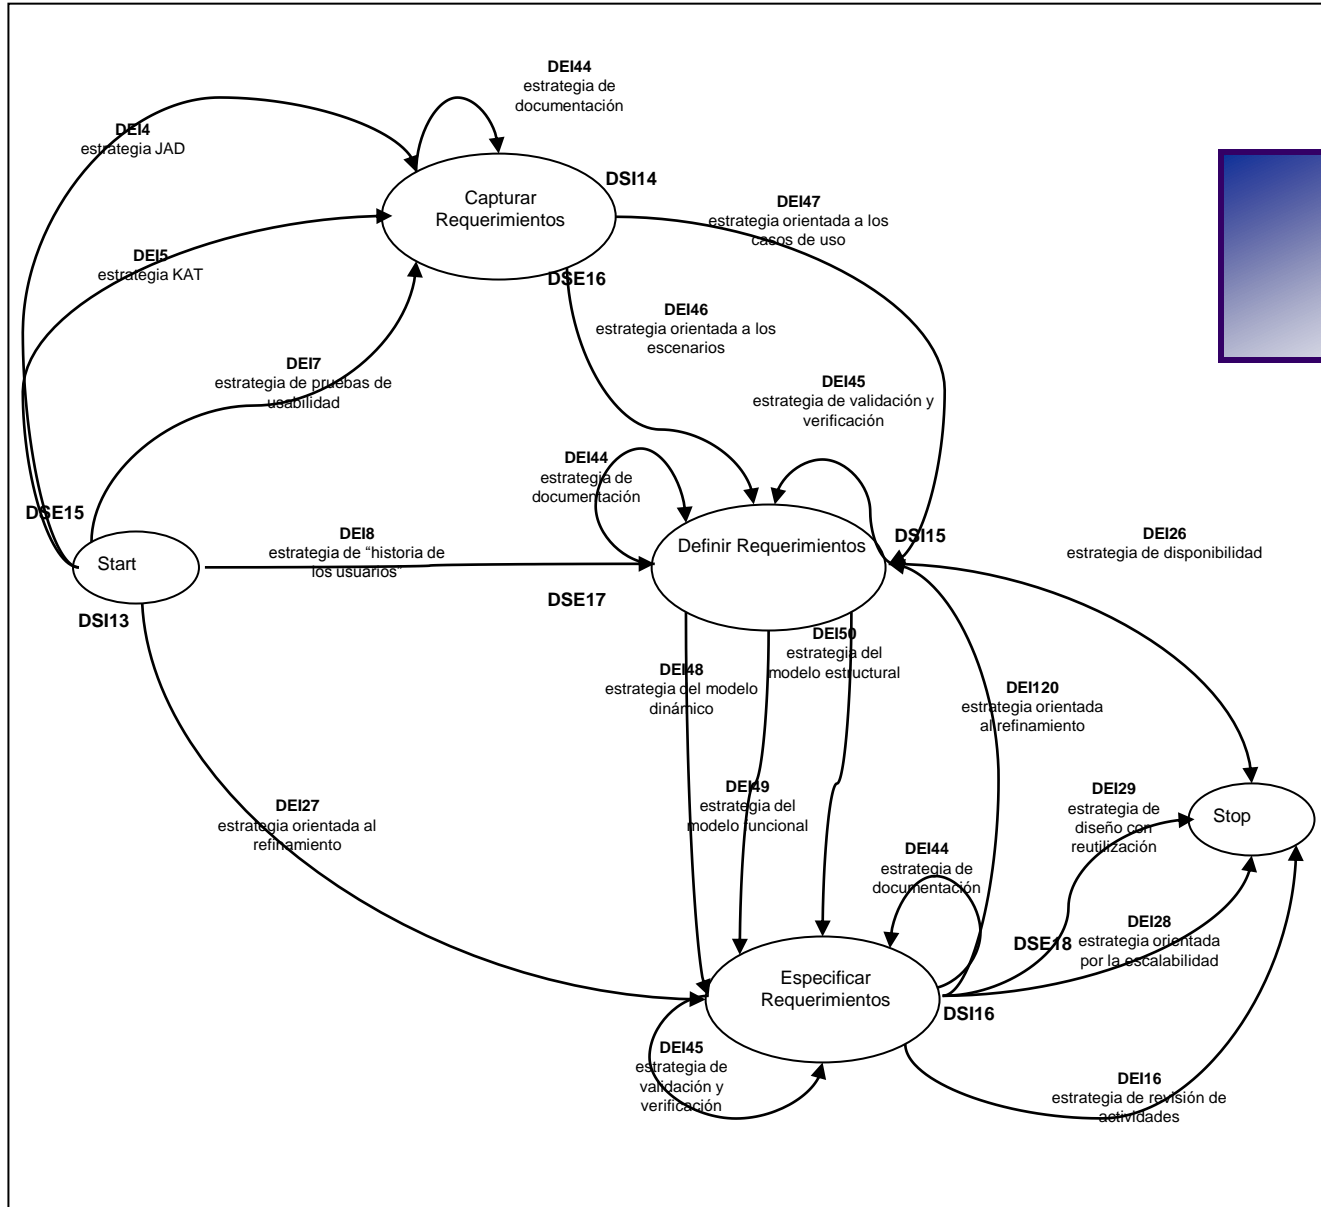 DEI44
estrategia de
documentación
DEI4
estrategia JAD
Capturar
Requerimientos
DSI14
DEI47
estrategia orientada a los
casos de uso
DEI5
estrategia KAT
DSE16
DEI46
estrategia orientada a los
escenarios
DEI7
estrategia de pruebas de
usabilidad
DEI45
estrategia de validación y
verificación
DEI44
estrategia de
documentación
DSE15
Start
DSI13
DEI8
estrategia de “historia de
los usuarios”
DSE17
Definir Requerimientos
DSI15
DEI26
estrategia de disponibilidad
DEI50
estrategia del
modelo estructural
DEI48
estrategia del modelo
dinámico
DEI120
estrategia orientada
al refinamiento
DEI49
estrategia del
modelo funcional
DEI27
estrategia orientada al
refinamiento
DEI29
estrategia de
diseño con
reutilización
Stop
DEI44
estrategia de
documentación
DSE18
DEI28
estrategia orientada
por la escalabilidad
Especificar
Requerimientos
DSI16
DEI45
estrategia de
validación y
verificación
DEI16
estrategia de revisión de
actividades